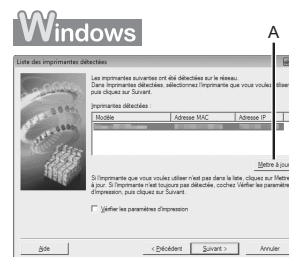 Windows
A
Liste des imprimantes détectées
Les imprimantes suivantes ont été détectées sur le réseau.
Dans Imprimantes détectées, sélectionnez l'imprimante que vous voulez utiliser
puis cliquez sur Suivant.
Imprimantes détectées :
Modèle Adresse MAC Adresse IP
Mettre à jour
Si l'imprimante que vous voulez utiliser n'est pas dans la liste, cliquez sur Mettre
à jour. Si l'imprimante n'est toujours pas détectée, cochez Vérifier les paramètre
d'impression, puis cliquez sur Suivant.
Vérifier les paramètres d'impression
Aide < Précédent Suivant > Annuler